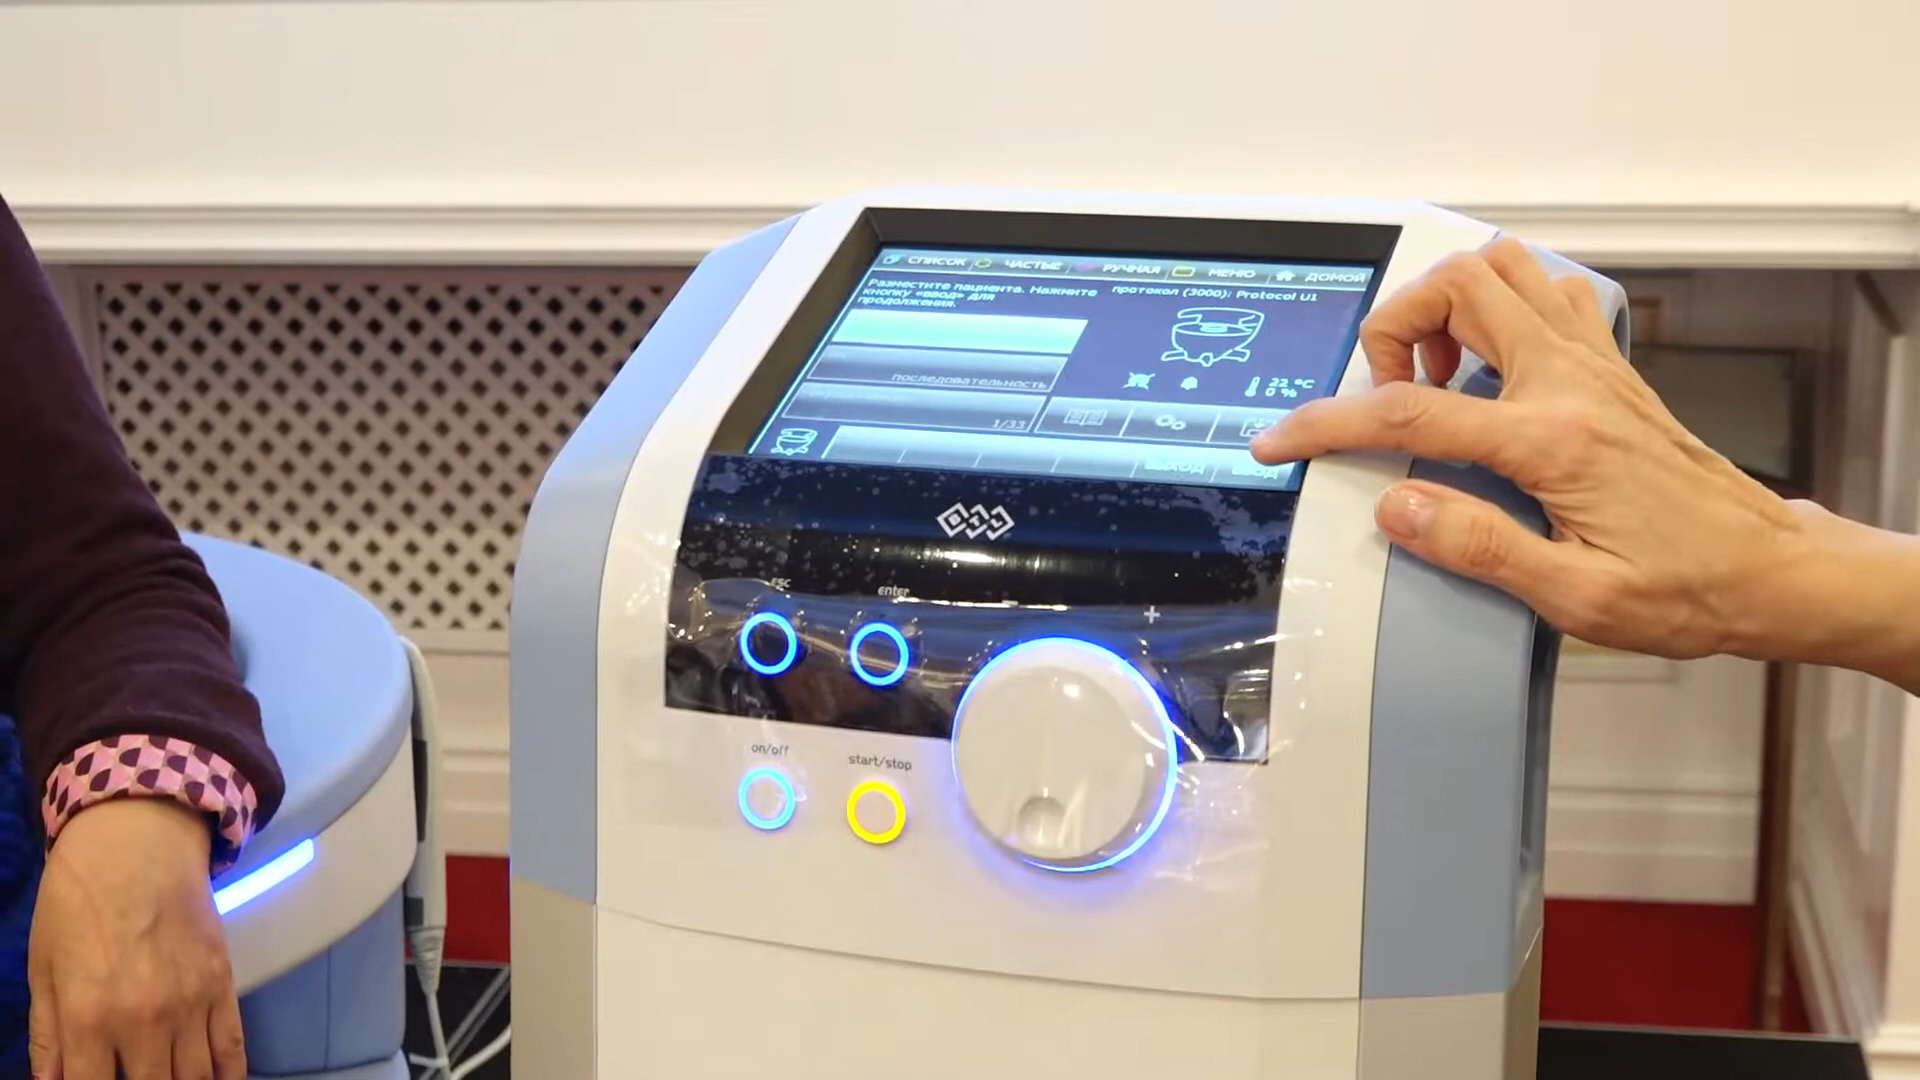 СПИСОК ЧАСТЫЕ РУЧНАЯ МЕНЮ ДОМОЙ
Разместите пациента. Нажмите
кнопку «ввод» для
продолжения.
протокол (3000): Protocol U1
22 °C
0 %
последовательность
1/33
ВЫХОД ВВОД
BTL
esc enter
- +
on/off start/stop